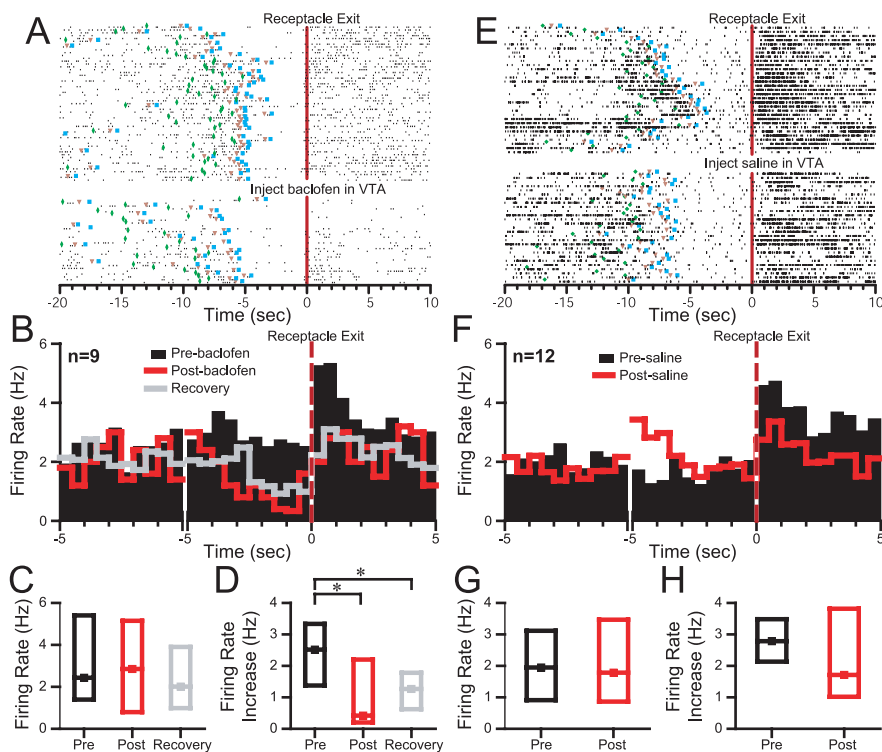 A
Receptacle Exit
Inject baclofen in VTA
-20 -15 -10 -5 0 5 10
Time (sec)
E
Receptacle Exit
Inject saline in VTA
-20 -15 -10 -5 0 5 10
Time (sec)
B
Receptacle Exit
n=9
Pre-baclofen
Post-baclofen
Recovery
Firing Rate (Hz)
6
4
2
0
-5 -5 0 5
Time (sec)
F
Receptacle Exit
n=12
Pre-saline
Post-saline
Firing Rate (Hz)
6
4
2
0
-5 -5 0 5
Time (sec)
C
Firing Rate (Hz)
6
4
2
0
Pre Post Recovery
D
Firing Rate
Increase (Hz)
4
3
2
1
0
*
*
Pre Post Recovery
G
Firing Rate (Hz)
4
3
2
1
0
Pre Post
H
Firing Rate
Increase (Hz)
4
3
2
1
0
Pre Post